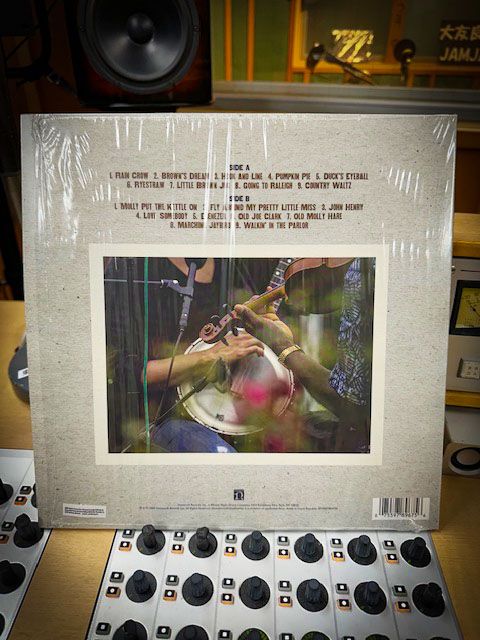 大友良
JAMJA
SIDE A
1. RAIN CROW 2. BROWN'S DREAM 3. HOOK AND LINE 4. PUMPKIN PIE 5. DUCK'S EYEBALL
6. RYESTRAW 7. LITTLE BROWN JUG 8. GOING TO RALEIGH 9. COUNTRY WALTZ
SIDE B
1. MOLLY PUT THE KETTLE ON 2. FLY AROUND MY PRETTY LITTLE MISS 3. JOHN HENRY
4. LOVE SOMEBODY 5. EBENEZER 6. OLD JOE CLARK 7. OLD MOLLY HARE
8. MARCHING JAYBIRD 9. WALKIN' IN THE PARLOR
n